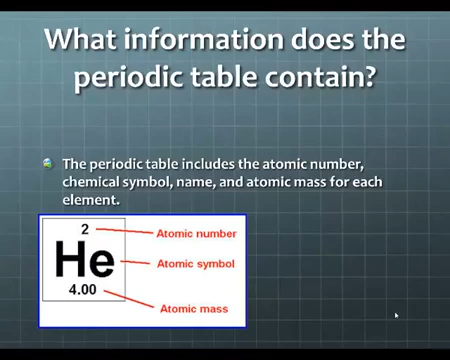 What information does the
periodic table contain?
The periodic table includes the atomic number,
chemical symbol, name, and atomic mass for each
element.
2
Atomic number
He
Atomic symbol
4.00
Atomic mass